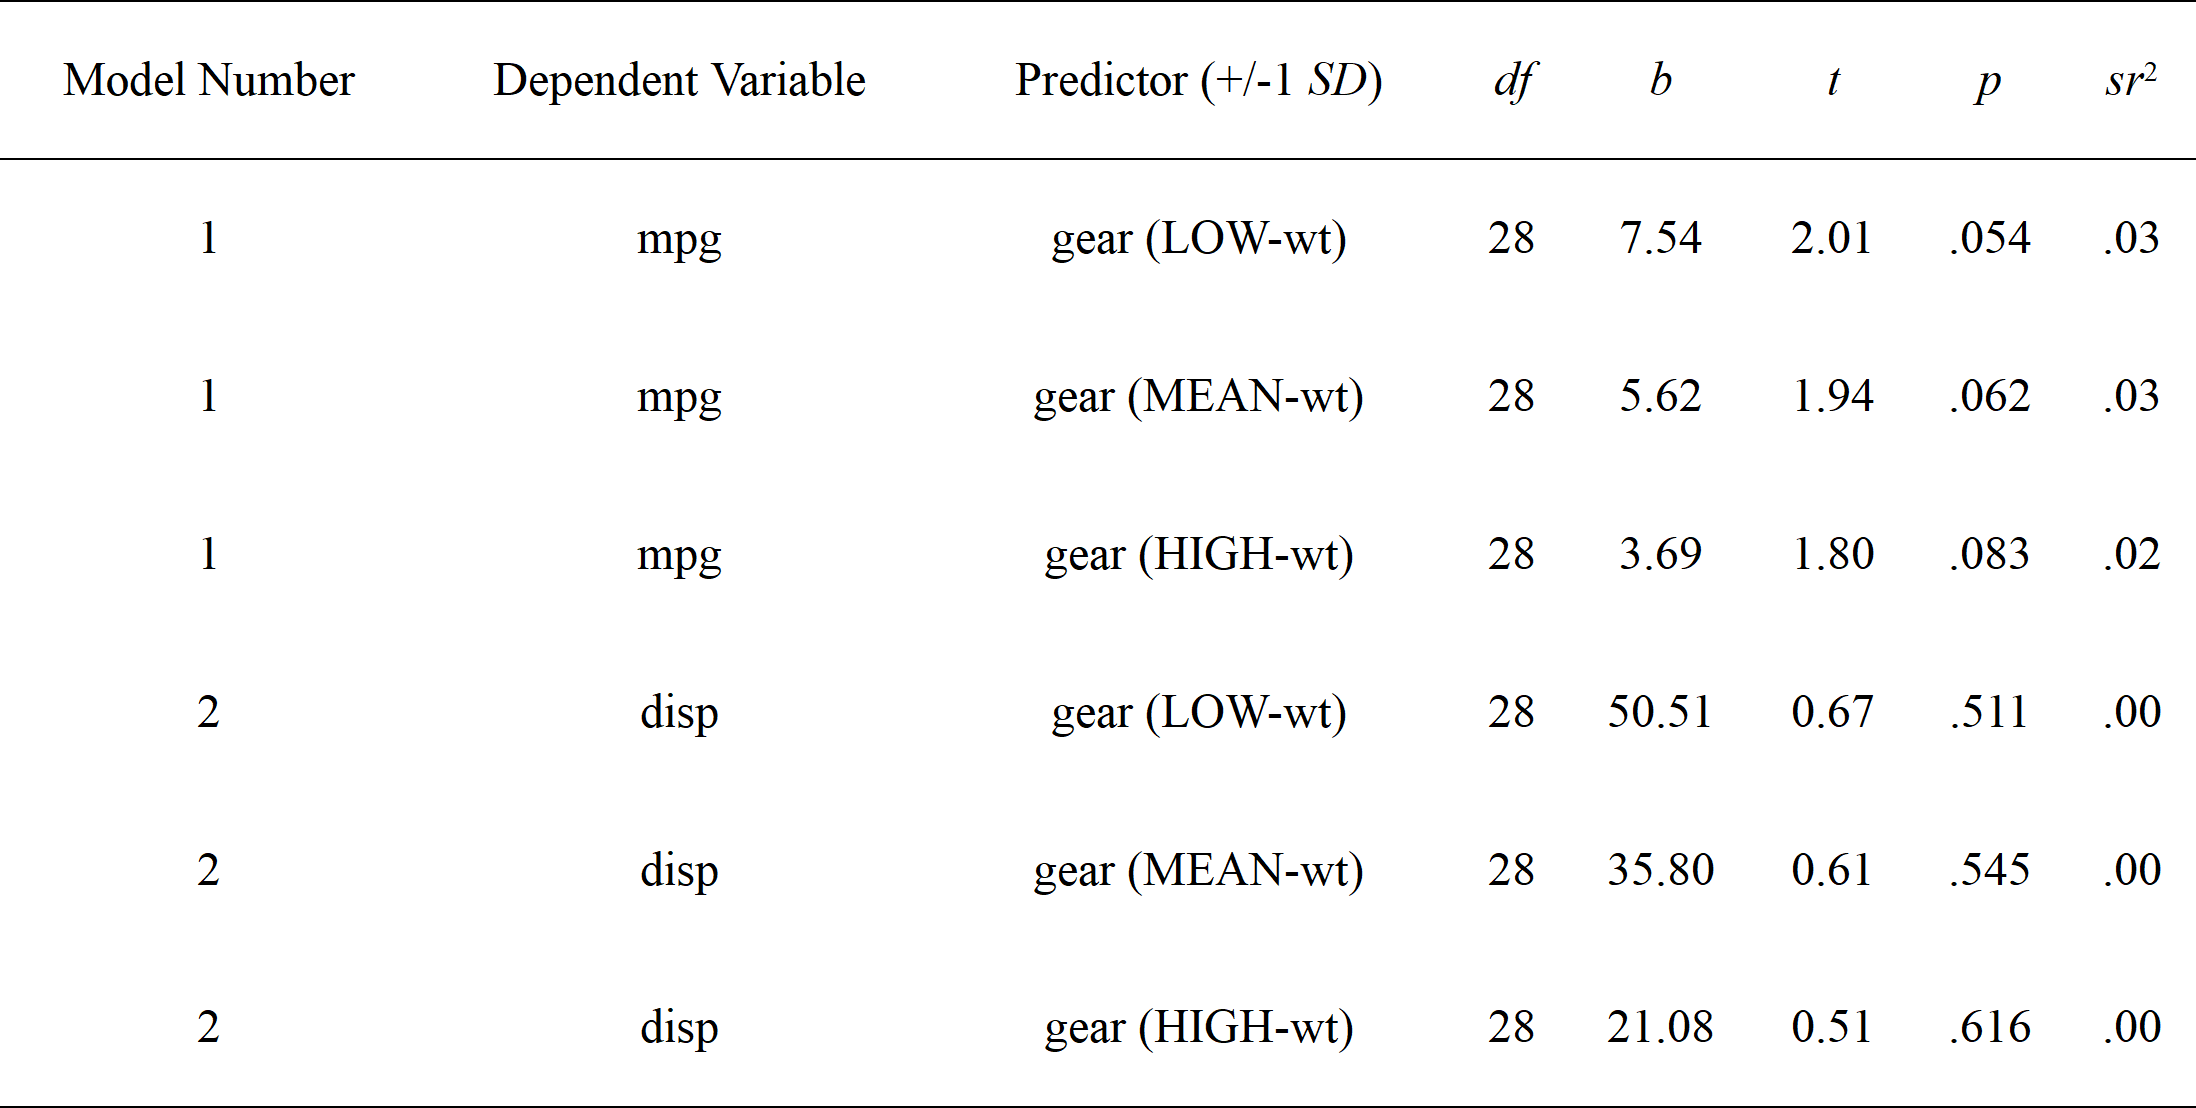 Model Number Dependent Variable Predictor (+/-1 SD) df b t p sr²
1 mpg gear (LOW-wt) 28 7.54 2.01 .054 .03
1 mpg gear (MEAN-wt) 28 5.62 1.94 .062 .03
1 mpg gear (HIGH-wt) 28 3.69 1.80 .083 .02
2 disp gear (LOW-wt) 28 50.51 0.67 .511 .00
2 disp gear (MEAN-wt) 28 35.80 0.61 .545 .00
2 disp gear (HIGH-wt) 28 21.08 0.51 .616 .00